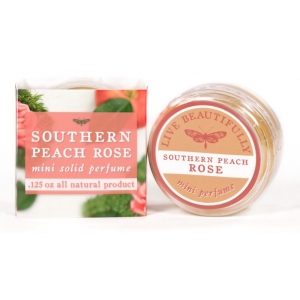 SOUTHERN
PEACH ROSE
mini solid perfume
.125 oz all natural product
LIVE BEAUTIFULLY
SOUTHERN PEACH
ROSE
mini perfume